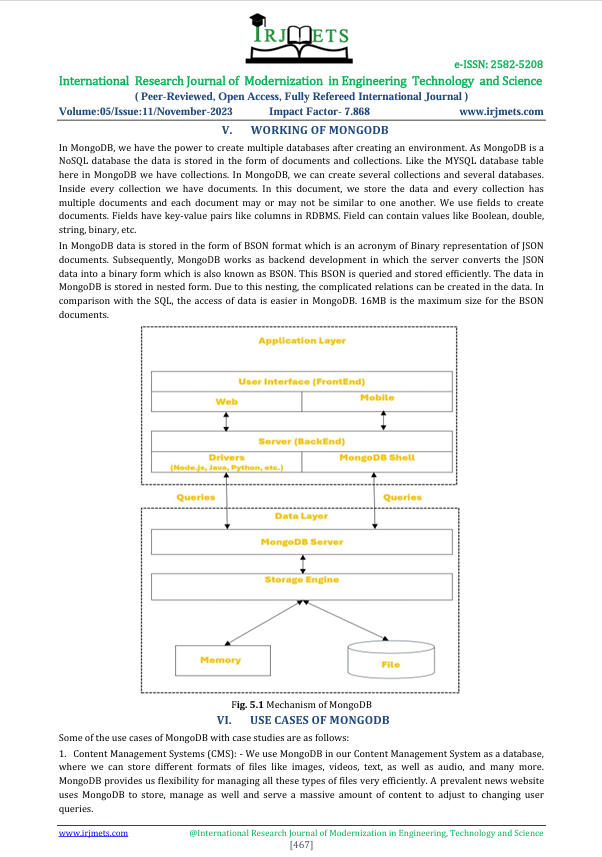 IRJMETS
e-ISSN: 2582-5208
International Research Journal of Modernization in Engineering Technology and Science
( Peer-Reviewed, Open Access, Fully Refereed International Journal )
Volume:05/Issue:11/November-2023 Impact Factor- 7.868 www.irjmets.com
V. WORKING OF MONGODB
In MongoDB, we have the power to create multiple databases after creating an environment. As MongoDB is a
NoSQL database the data is stored in the form of documents and collections. Like the MYSQL database table
here in MongoDB we have collections. In MongoDB, we can create several collections and several databases.
Inside every collection we have documents. In this document, we store the data and every collection has
multiple documents and each document may or may not be similar to one another. We use fields to create
documents. Fields have key-value pairs like columns in RDBMS. Field can contain values like Boolean, double,
string, binary, etc.
In MongoDB data is stored in the form of BSON format which is an acronym of Binary representation of JSON
documents. Subsequently, MongoDB works as backend development in which the server converts the JSON
data into a binary form which is also known as BSON. This BSON is queried and stored efficiently. The data in
MongoDB is stored in nested form. Due to this nesting, the complicated relations can be created in the data. In
comparison with the SQL, the access of data is easier in MongoDB. 16MB is the maximum size for the BSON
documents.
Application Layer
User Interface (FrontEnd)
Web Mobile
Server (BackEnd)
Drivers MongoDB Shell
(Node.js, Java, Python, etc.)
Queries Queries
Data Layer
MongoDB Server
Storage Engine
Memory File
Fig. 5.1 Mechanism of MongoDB
VI. USE CASES OF MONGODB
Some of the use cases of MongoDB with case studies are as follows:
1. Content Management Systems (CMS): - We use MongoDB in our Content Management System as a database,
where we can store different formats of files like images, videos, text, as well as audio, and many more.
MongoDB provides us flexibility for managing all these types of files very efficiently. A prevalent news website
uses MongoDB to store, manage as well and serve a massive amount of content to adjust to changing user
queries.
www.irjmets.com @International Research Journal of Modernization in Engineering, Technology and Science
[467]